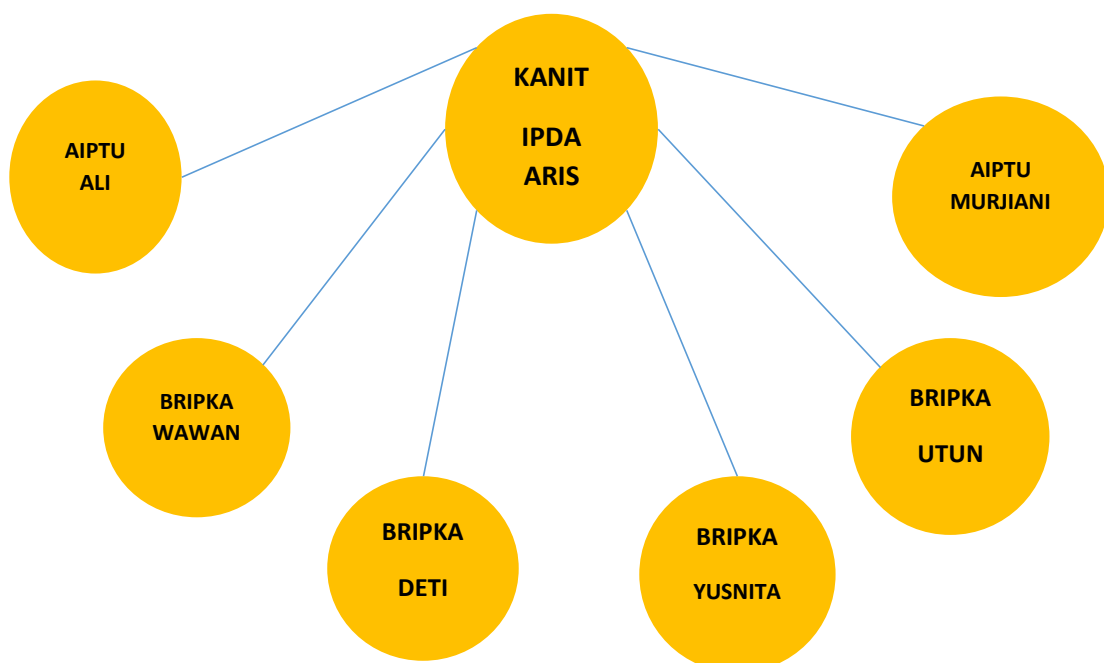 KANIT
IPDA
ARIS
AIPTU
ALI
AIPTU
MURJIANI
BRIPKA
WAWAN
BRIPKA
UTUN
BRIPKA
DETI
BRIPKA
YUSNITA